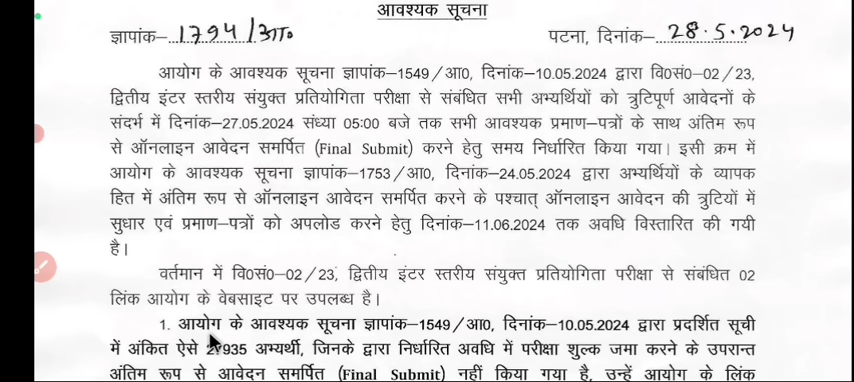 आवश्यक सूचना
ज्ञापांक–1794/आ० पटना, दिनांक–28.5.2024
आयोग के आवश्यक सूचना ज्ञापांक–1549/आ0, दिनांक–10.05.2024 द्वारा वि0सं0–02/23,
द्वितीय इंटर स्तरीय संयुक्त प्रतियोगिता परीक्षा से संबंधित सभी अभ्यर्थियों को त्रुटिपूर्ण आवेदनों के
संदर्भ में दिनांक–27.05.2024 संध्या 05:00 बजे तक सभी आवश्यक प्रमाण–पत्रों के साथ अंतिम रूप
से ऑनलाइन आवेदन समर्पित (Final Submit) करने हेतु समय निर्धारित किया गया। इसी क्रम में
आयोग के आवश्यक सूचना ज्ञापांक–1753/आ0, दिनांक–24.05.2024 द्वारा अभ्यर्थियों के व्यापक
हित में अंतिम रूप से ऑनलाइन आवेदन समर्पित करने के पश्चात् ऑनलाइन आवेदन की त्रुटियों में
सुधार एवं प्रमाण–पत्रों को अपलोड करने हेतु दिनांक–11.06.2024 तक अवधि विस्तारित की गयी
है।
वर्तमान में वि0सं0–02/23, द्वितीय इंटर स्तरीय संयुक्त प्रतियोगिता परीक्षा से संबंधित 02
लिंक आयोग के वेबसाइट पर उपलब्ध है।
1. आयोग के आवश्यक सूचना ज्ञापांक–1549/आ0, दिनांक–10.05.2024 द्वारा प्रदर्शित सूची
में अंकित ऐसे अभ्यर्थी, जिनके द्वारा निर्धारित अवधि में परीक्षा शुल्क जमा करने के उपरान्त
अंतिम रूप से आवेदन समर्पित (Final Submit) नहीं किया गया है, उन्हें आयोग के लिंक